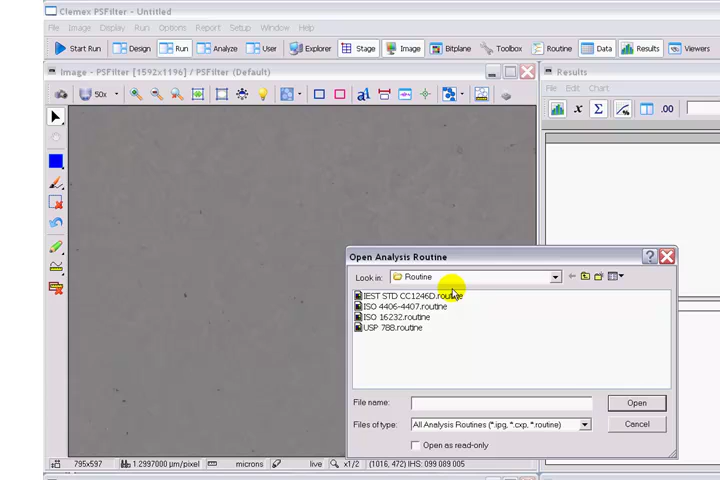 Clemex PSFilter - Untitled
File Image Display Run Options Report Setup Window Help
Start Run Design Run Analyze User Explorer Stage Image Bitplane Toolbox Routine Data Results Viewers
Image - PSFilter [1592x1196] / PSFilter (Default)
Results
File Edit Chart
50x
x Σ .00
Open Analysis Routine
Look in: Routine
IEST STD CC1246D.routine
ISO 4406-4407.routine
ISO 16232.routine
USP 788.routine
File name:
Open
Files of type: All Analysis Routines (*.ipg, *.cxp, *.routine)
Cancel
Open as read-only
795x597 1.2997000 µm/pixel microns live x1/2 (1016, 472) IHS: 099 089 005